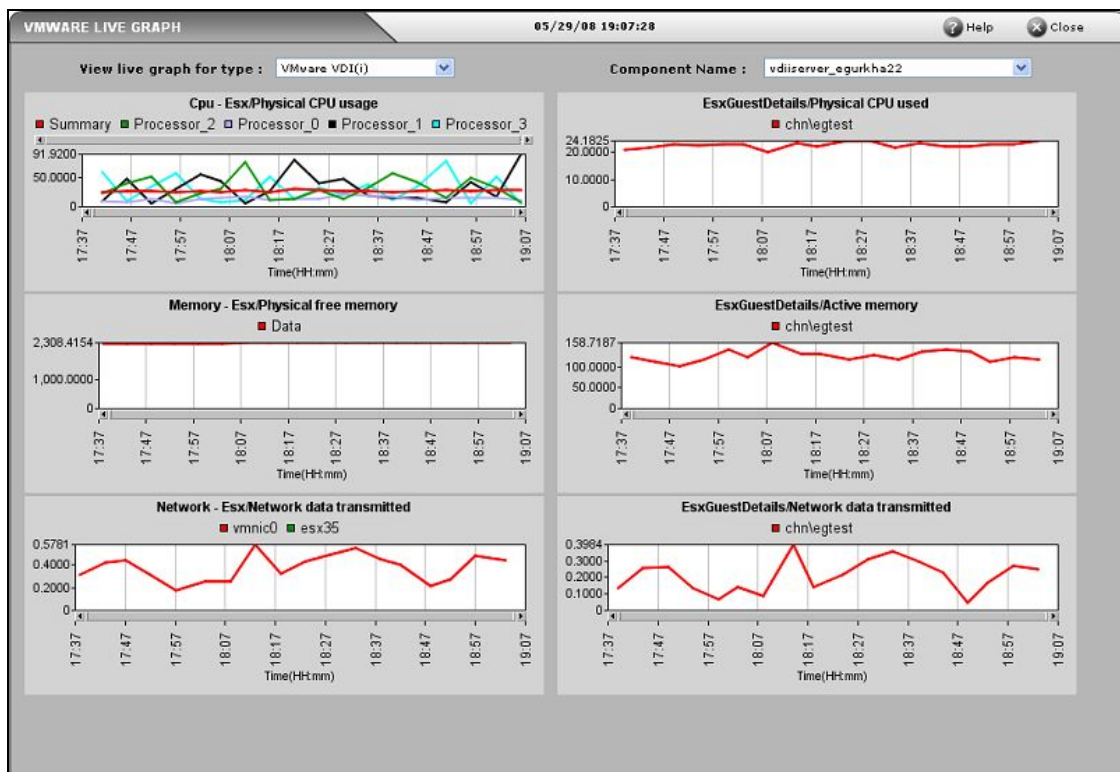 VMWARE LIVE GRAPH 05/29/08 19:07:28 Help Close
View live graph for type : VMware VDI(i) Component Name : vdiiserver_egurkha22
Cpu - Esx/Physical CPU usage
Summary Processor_2 Processor_0 Processor_1 Processor_3
91.9200
50.0000
0
17:37 17:47 17:57 18:07 18:17 18:27 18:37 18:47 18:57 19:07
Time(HH:mm)
EsxGuestDetails/Physical CPU used
chn\egtest
24.1825
20.0000
10.0000
0
17:37 17:47 17:57 18:07 18:17 18:27 18:37 18:47 18:57 19:07
Time(HH:mm)
Memory - Esx/Physical free memory
Data
2,308.4154
1,000.0000
0
17:37 17:47 17:57 18:07 18:17 18:27 18:37 18:47 18:57 19:07
Time(HH:mm)
EsxGuestDetails/Active memory
chn\egtest
158.7187
100.0000
50.0000
0
17:37 17:47 17:57 18:07 18:17 18:27 18:37 18:47 18:57 19:07
Time(HH:mm)
Network - Esx/Network data transmitted
vmnic0 esx35
0.5781
0.4000
0.2000
0
17:37 17:47 17:57 18:07 18:17 18:27 18:37 18:47 18:57 19:07
Time(HH:mm)
EsxGuestDetails/Network data transmitted
chn\egtest
0.3984
0.3000
0.2000
0.1000
0
17:37 17:47 17:57 18:07 18:17 18:27 18:37 18:47 18:57 19:07
Time(HH:mm)